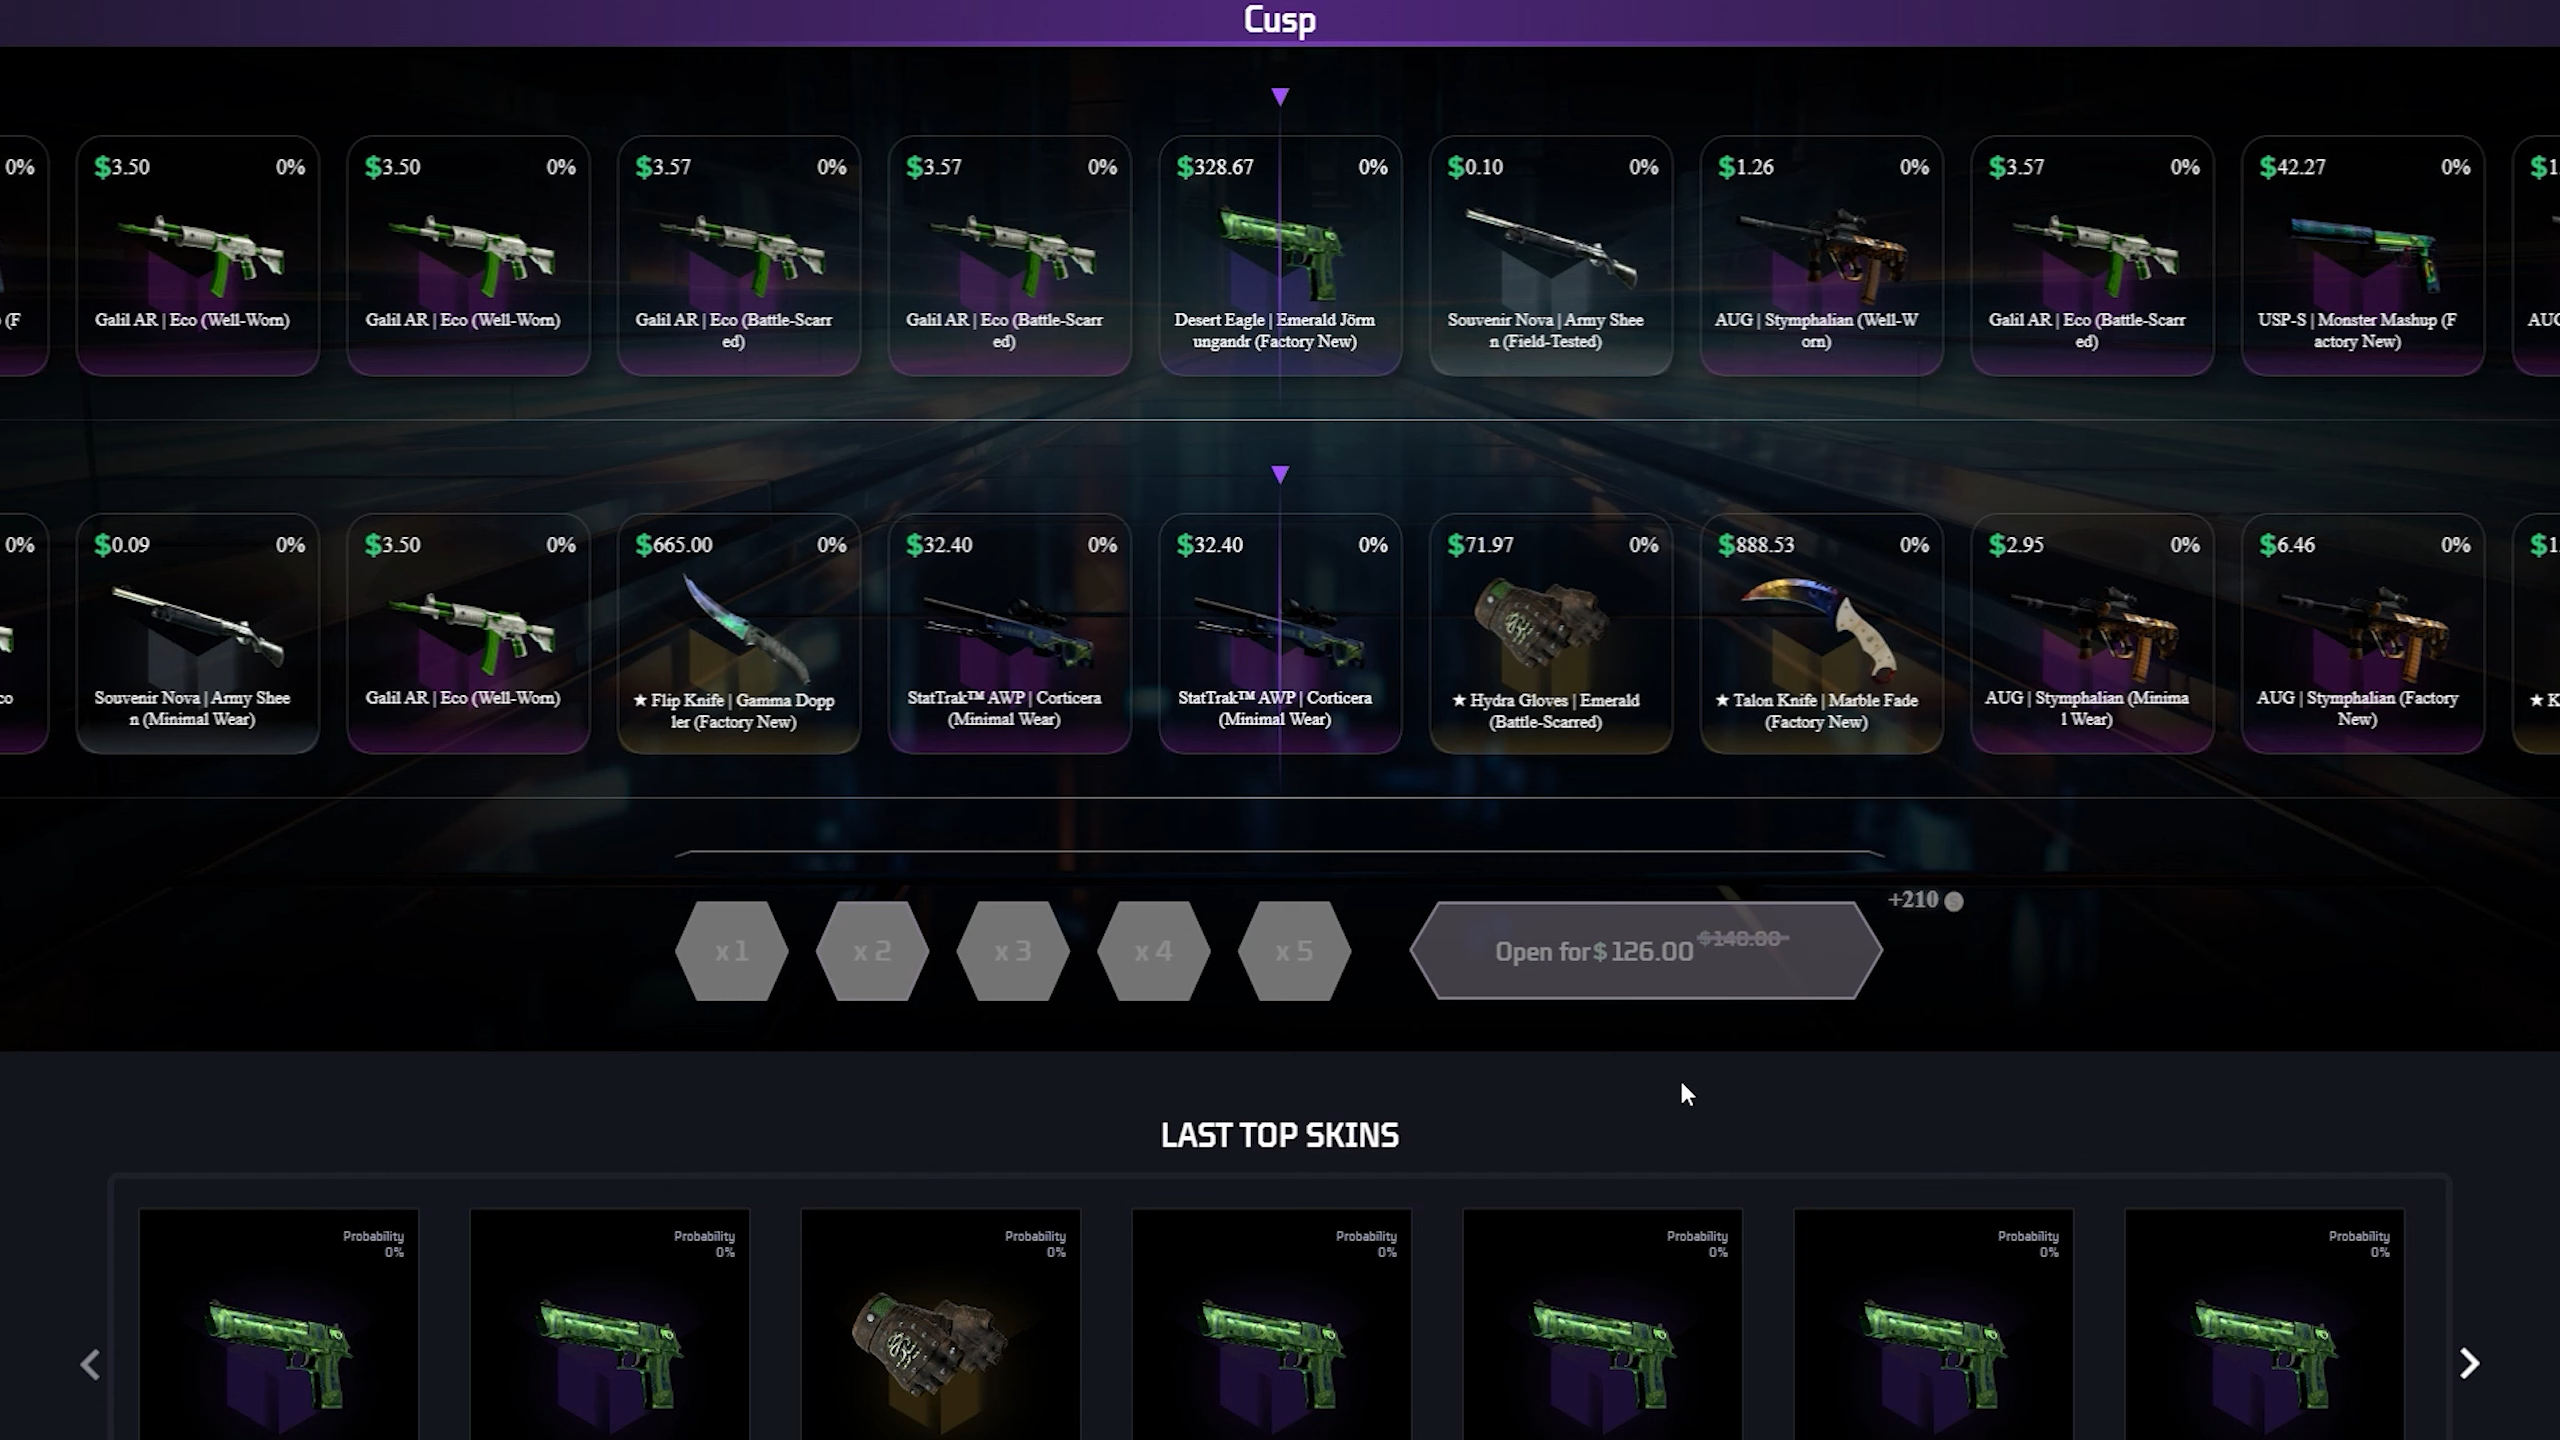 Cusp
0% $3.50 0% $3.50 0% $3.57 0% $3.57 0% $328.67 0% $0.10 0% $1.26 0% $3.57 0% $42.27 0% $1
(F Galil AR | Eco (Well-Worn) Galil AR | Eco (Well-Worn) Galil AR | Eco (Battle-Scarr Galil AR | Eco (Battle-Scarr Desert Eagle | Emerald Jörm Souvenir Nova | Army Shee AUG | Stymphalian (Well-W Galil AR | Eco (Battle-Scarr USP-S | Monster Mashup (F AUG
ed) ed) ungandr (Factory New) n (Field-Tested) orn) ed) actory New)
0% $0.09 0% $3.50 0% $665.00 0% $32.40 0% $32.40 0% $71.97 0% $888.53 0% $2.95 0% $6.46 0% $1
co Souvenir Nova | Army Shee Galil AR | Eco (Well-Worn) ★ Flip Knife | Gamma Dopp StatTrak™ AWP | Corticera StatTrak™ AWP | Corticera ★ Hydra Gloves | Emerald ★ Talon Knife | Marble Fade AUG | Stymphalian (Minima AUG | Stymphalian (Factory ★ K
n (Minimal Wear) ler (Factory New) (Minimal Wear) (Minimal Wear) (Battle-Scarred) (Factory New) l Wear) New)
+210
x1 x2 x3 x4 x5 Open for $126.00 $140.00
LAST TOP SKINS
Probability Probability Probability Probability Probability Probability Probability
0% 0% 0% 0% 0% 0% 0%